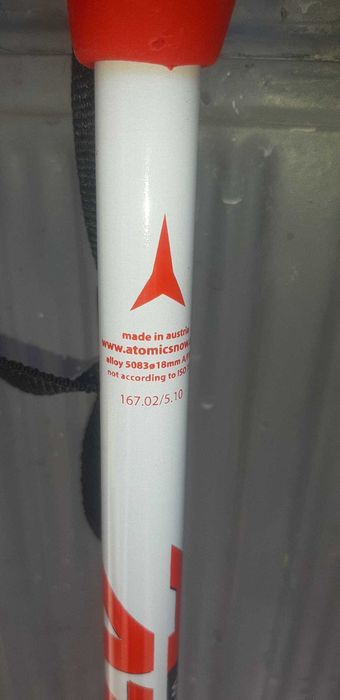 made in austria
www.atomicsnow.
alloy 5083ø18mm
not according to ISO
167.02/5.10